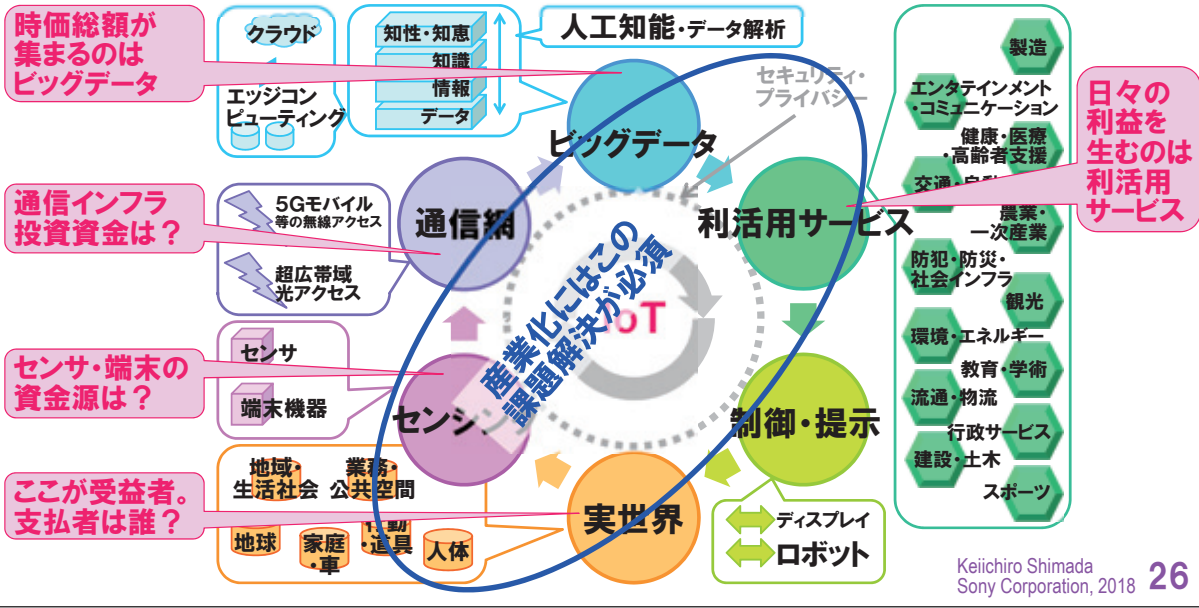 時価総額が
集まるのは
ビッグデータ
クラウド
エッジコン
ピューティング
知性・知恵
知識
情報
データ
人工知能・データ解析
セキュリティ・
プライバシー
ビッグデータ
通信インフラ
投資資金は？
5Gモバイル
等の無線アクセス
超広帯域
光アクセス
通信網
利活用サービス
日々の
利益を
生むのは
利活用
サービス
製造
エンタテインメント
・コミュニケーション
健康・医療
・高齢者支援
交通・自動
農業・
一次産業
防犯・防災・
社会インフラ
観光
環境・エネルギー
教育・学術
流通・物流
行政サービス
建設・土木
スポーツ
産業化にはこの
課題解決が必須
IoT
センサ・端末の
資金源は？
センサ
端末機器
センシン
制御・提示
ここが受益者。
支払者は誰？
地域・
生活社会
業務・
公共空間
地球
家庭
・車
・道具
人体
実世界
ディスプレイ
ロボット
Keiichiro Shimada
Sony Corporation, 2018
26